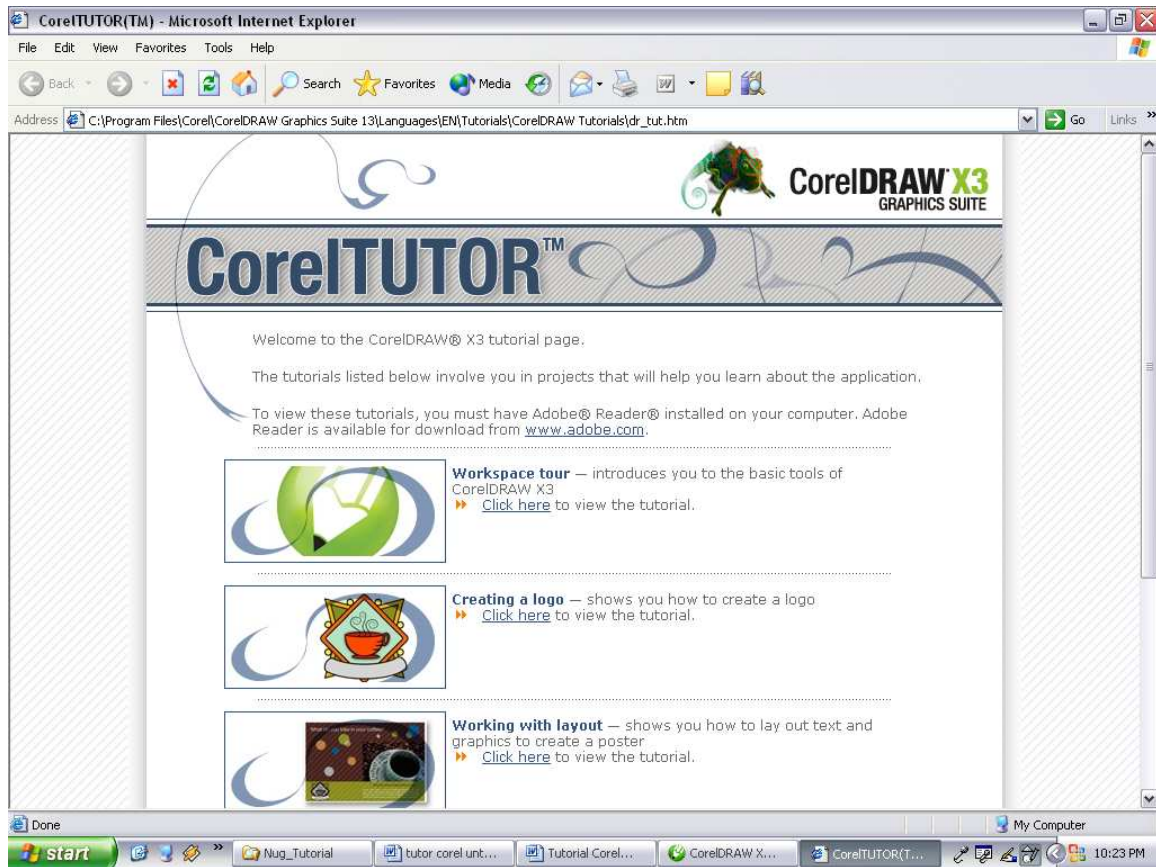 CorelTUTOR(TM) - Microsoft Internet Explorer
File Edit View Favorites Tools Help
Back Search Favorites Media
Address C:\Program Files\Corel\CorelDRAW Graphics Suite 13\Languages\EN\Tutorials\CorelDRAW Tutorials\dr_tut.htm Go Links »
CorelDRAW X3
GRAPHICS SUITE
CorelTUTOR™
Welcome to the CorelDRAW® X3 tutorial page.
The tutorials listed below involve you in projects that will help you learn about the application.
To view these tutorials, you must have Adobe® Reader® installed on your computer. Adobe
Reader is available for download from www.adobe.com.
Workspace tour — introduces you to the basic tools of
CorelDRAW X3
Click here to view the tutorial.
Creating a logo — shows you how to create a logo
Click here to view the tutorial.
Working with layout — shows you how to lay out text and
graphics to create a poster
Click here to view the tutorial.
Done My Computer
start » Nug_Tutorial tutor corel unt... Tutorial Corel... CorelDRAW X... CorelTUTOR(T... 10:23 PM